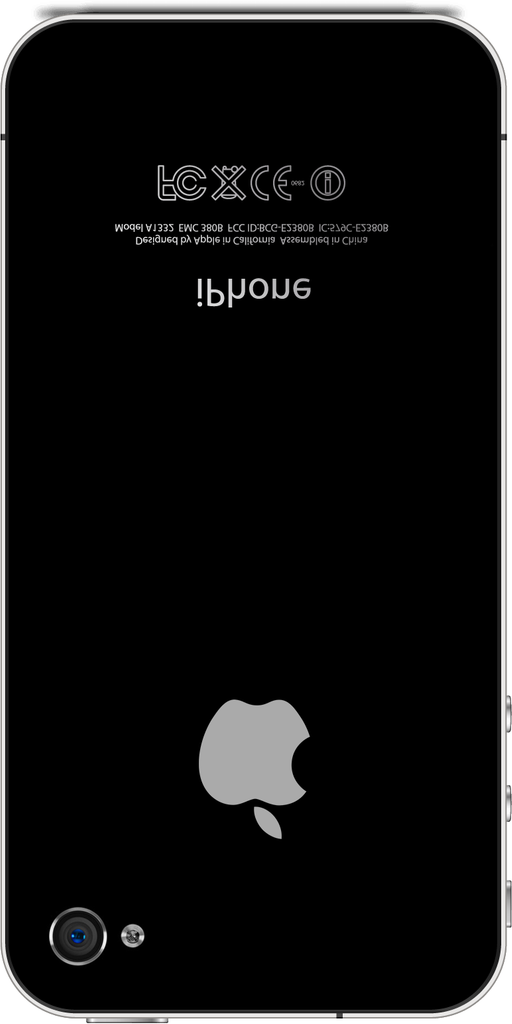 iPhone
Designed by Apple in California Assembled in China
Model A1332 EMC 380B FCC ID:BCG-E2380B IC:579C-E2380B
FC CE 0682